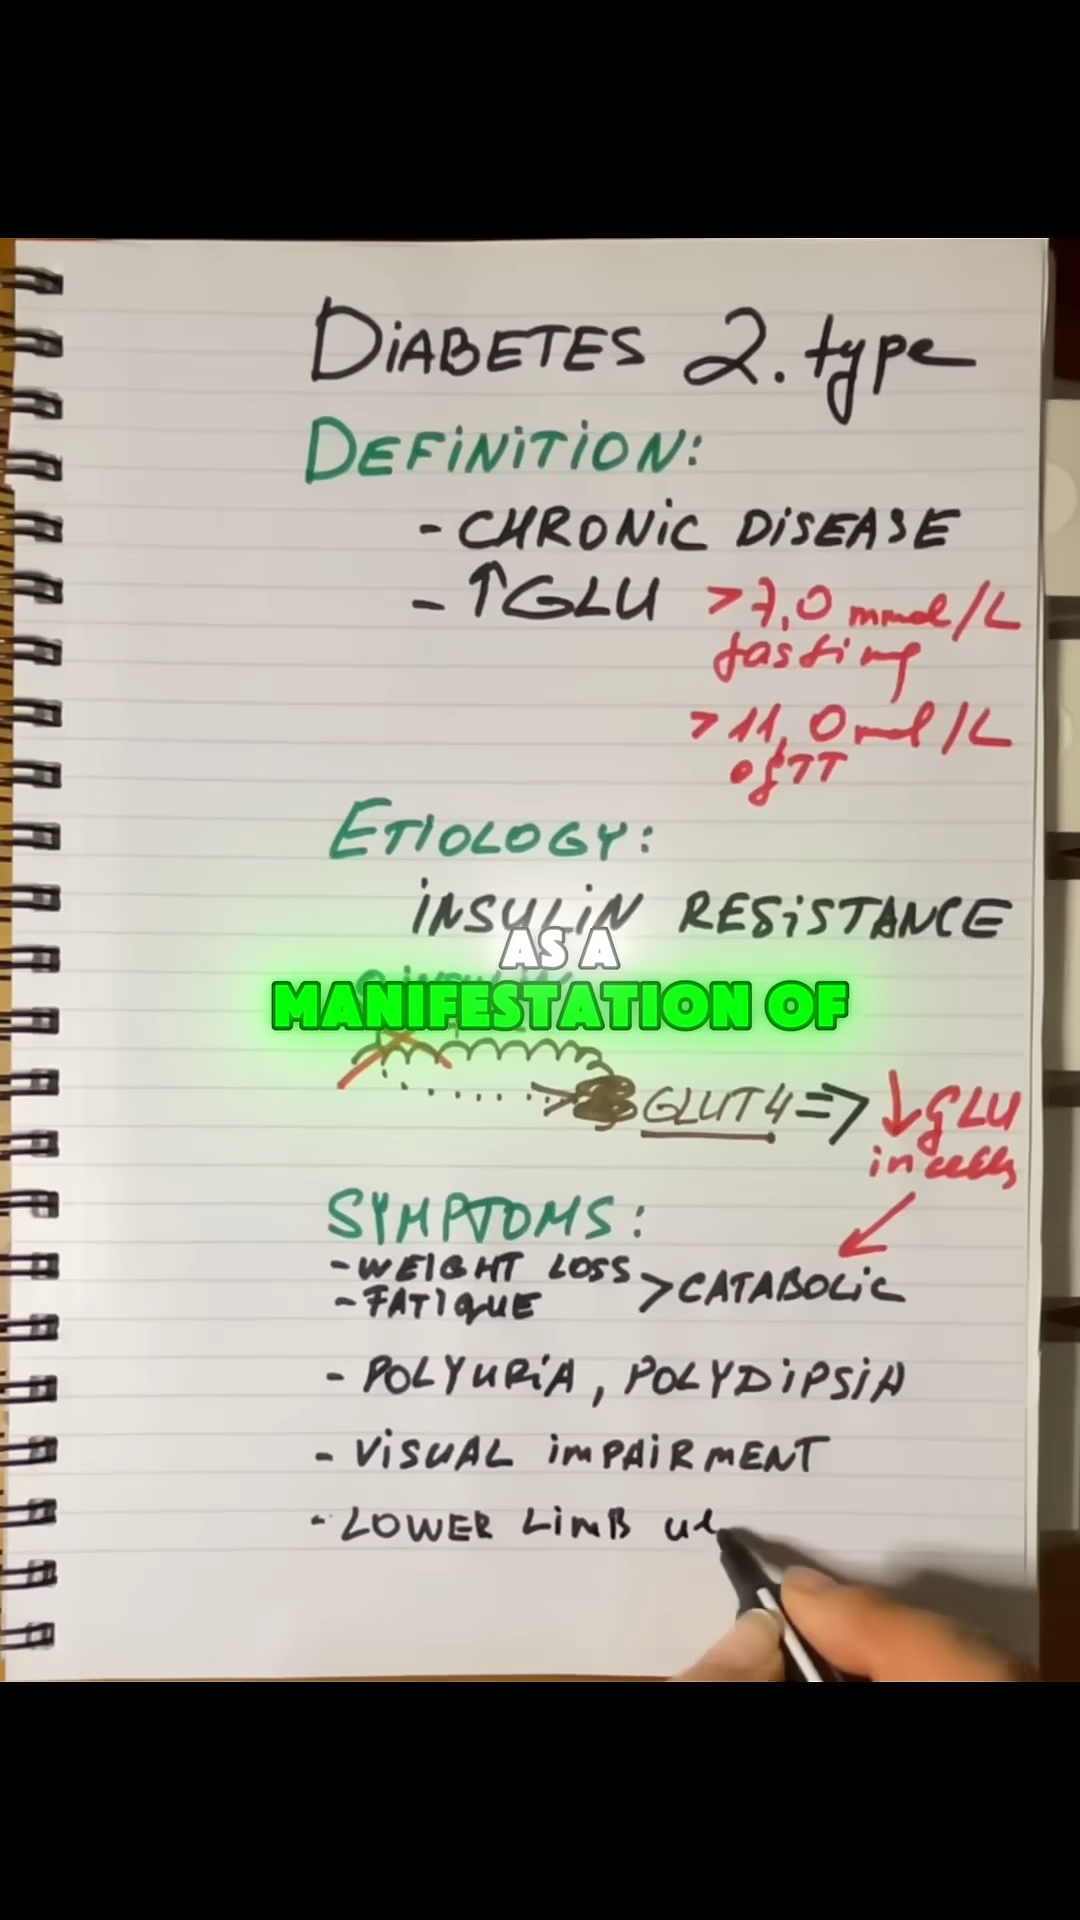 DiABETES 2. type
DEFiNiTiON:
- CHRONiC DiSEASE
- ↑GLU >7,0 mmol/L
fasting
>11,0 mol/L
ogTT
ETIOLOGY:
iNSULiN RESiSTANCE
AS A
MANIFESTATION OF
GLUT4 => ↓gLU
in cells
SYMPTOMS:
- WEIGHT LOSS
- FATIQUE > CATABOLiC
- POLYURiA, POLYDiPSiA
- ViSUAL imPAiRmENT
- LOWER LimB ul